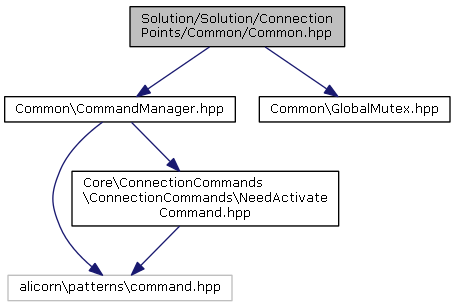 Solution/Solution/Connection
Points/Common/Common.hpp
Common\CommandManager.hpp
Common\GlobalMutex.hpp
Core\ConnectionCommands
\ConnectionCommands\NeedActivate
Command.hpp
alicorn\patterns\command.hpp